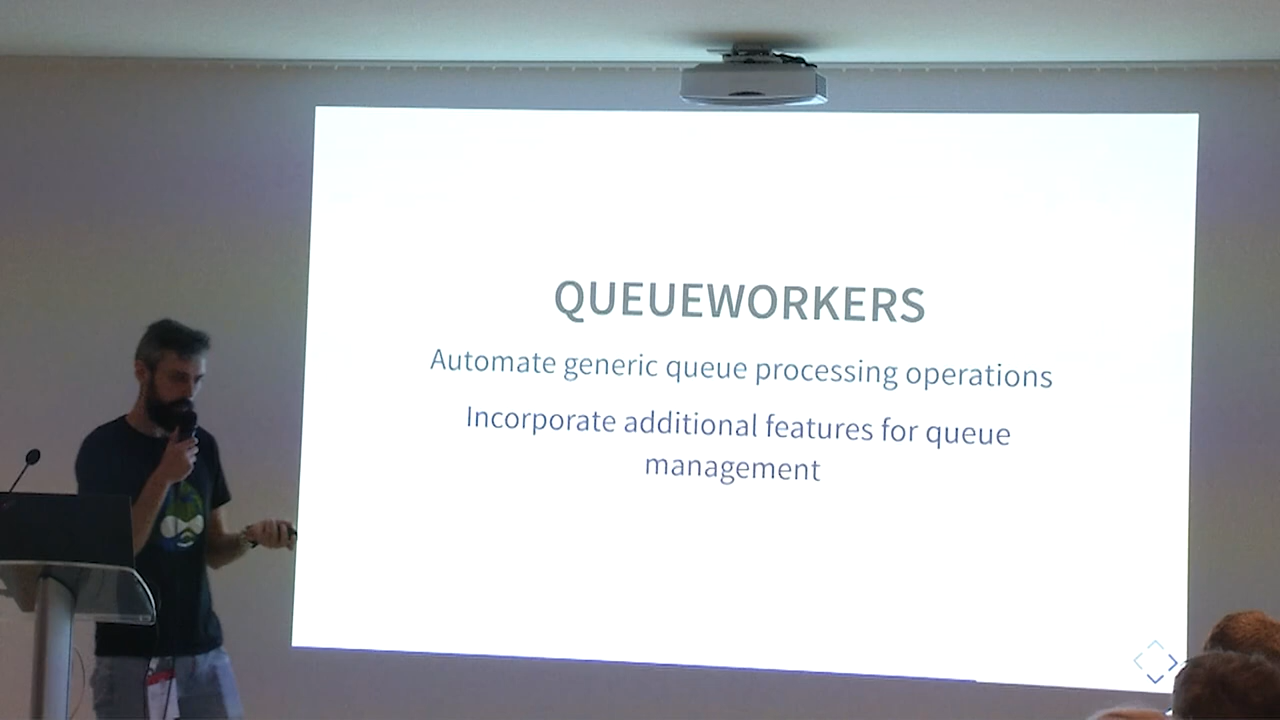 QUEUEWORKERS
Automate generic queue processing operations
Incorporate additional features for queue
management